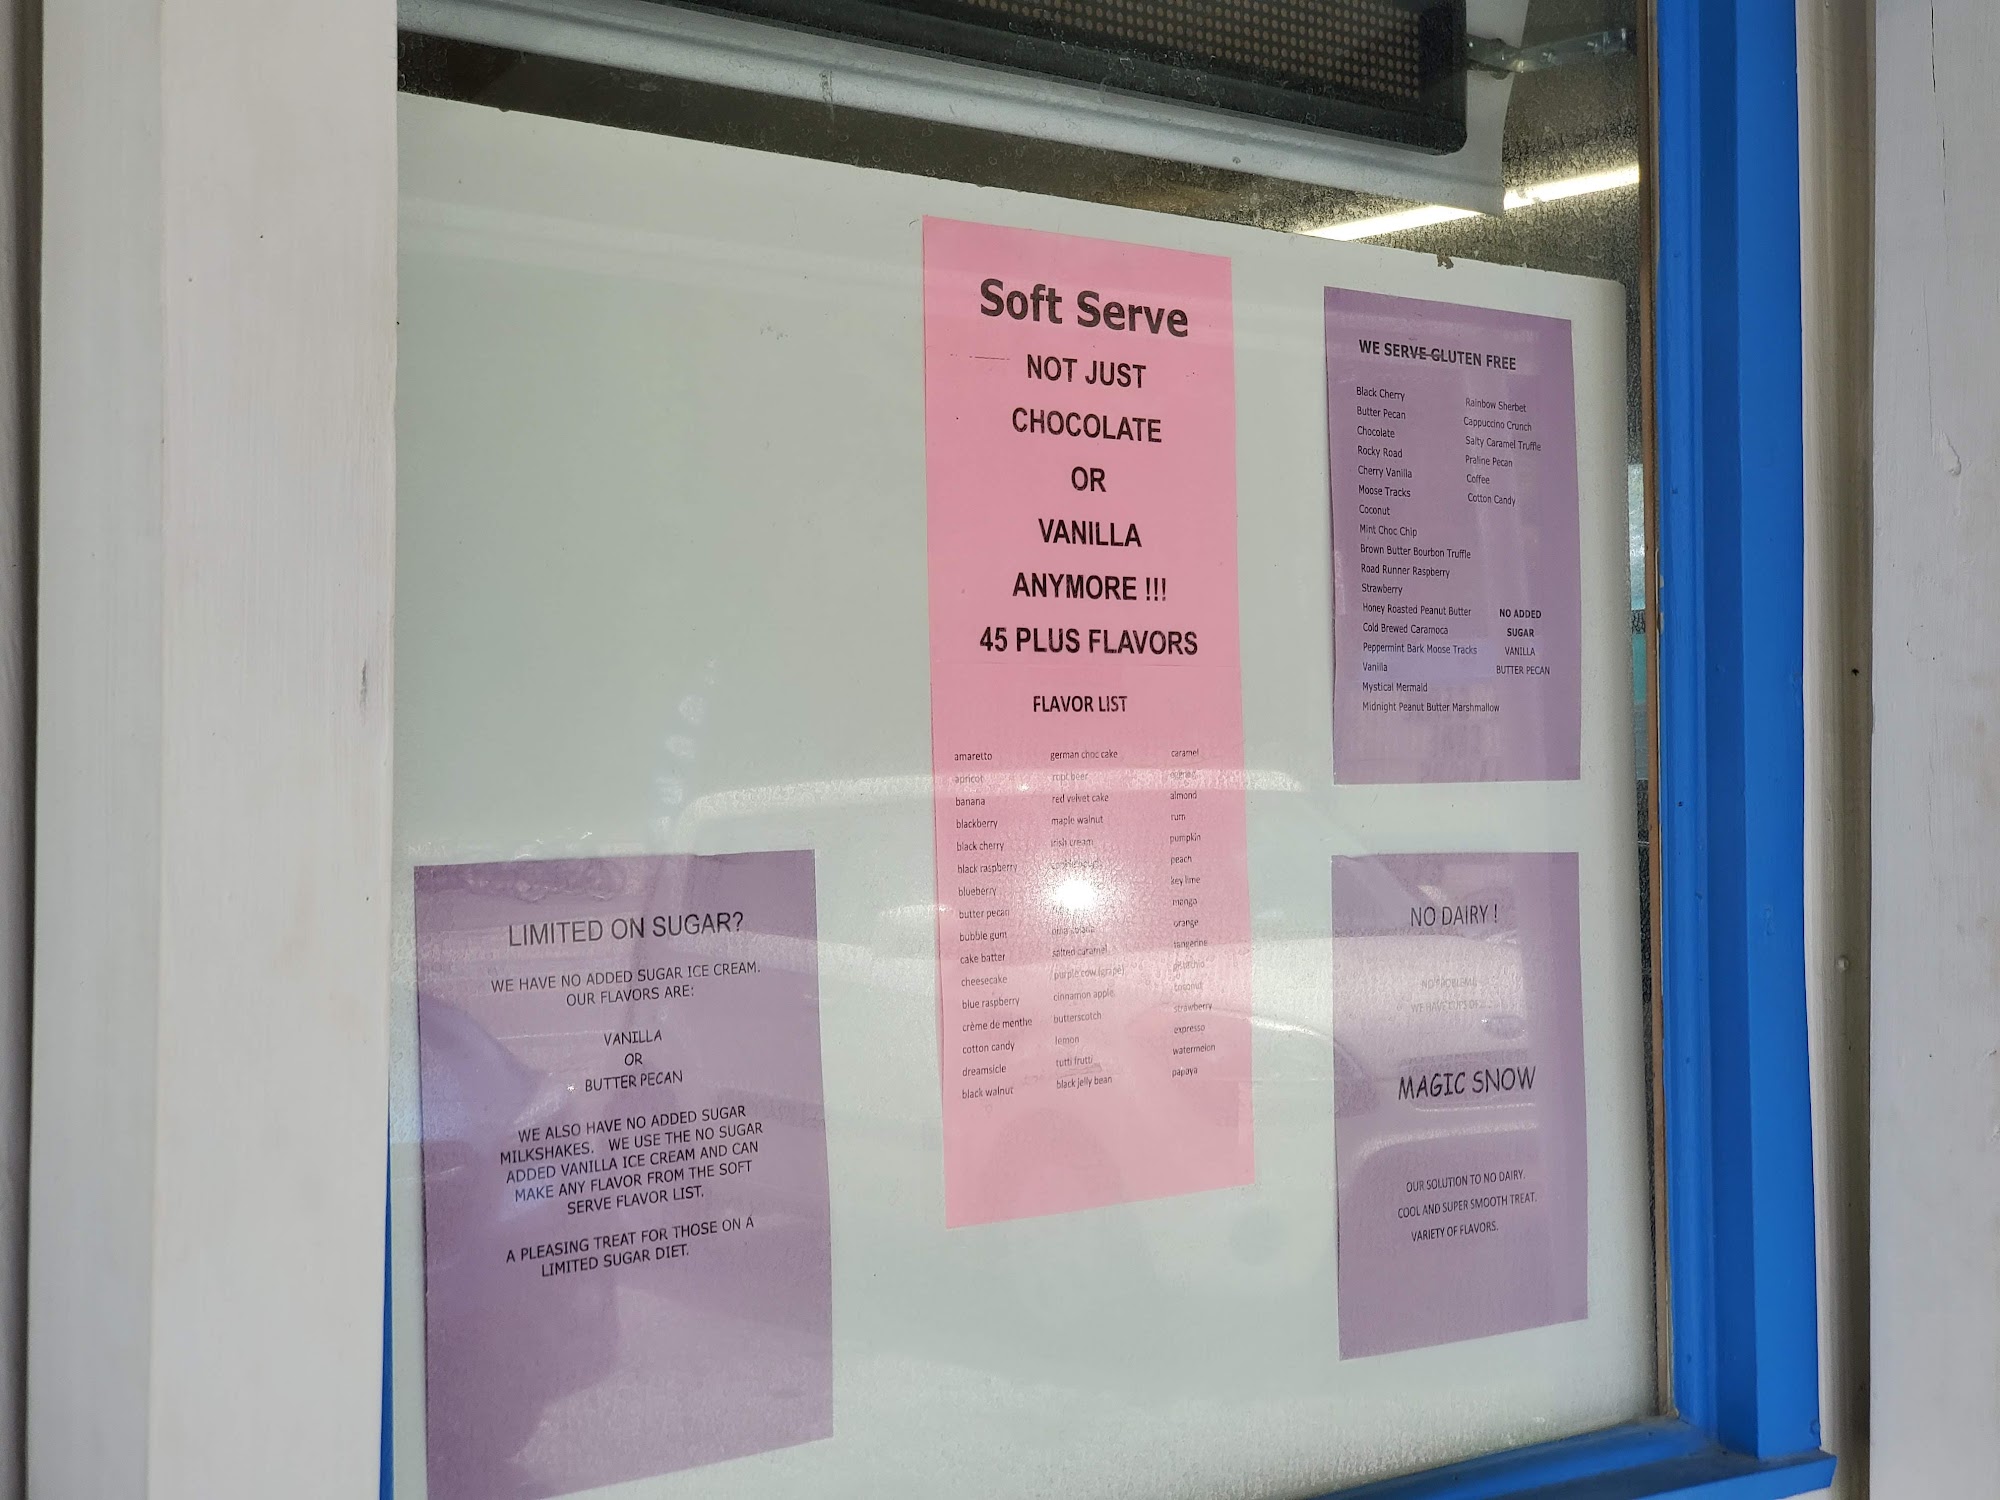 Soft Serve
NOT JUST
CHOCOLATE
OR
VANILLA
ANYMORE !!!
45 PLUS FLAVORS
FLAVOR LIST
amaretto
apricot
banana
blackberry
black cherry
black raspberry
blueberry
butter pecan
bubble gum
cake batter
cheesecake
blue raspberry
crème de menthe
cotton candy
dreamsicle
black walnut
german choc cake
root beer
red velvet cake
maple walnut
irish cream
salted caramel
purple cow (grape)
cinnamon apple
butterscotch
lemon
tutti frutti
black jelly bean
caramel
almond
rum
pumpkin
peach
key lime
mango
orange
tangerine
pistachio
coconut
strawberry
expresso
watermelon
papaya
WE SERVE GLUTEN FREE
Black Cherry
Butter Pecan
Chocolate
Rocky Road
Cherry Vanilla
Moose Tracks
Coconut
Mint Choc Chip
Brown Butter Bourbon Truffle
Road Runner Raspberry
Strawberry
Honey Roasted Peanut Butter
Cold Brewed Caramoca
Peppermint Bark Moose Tracks
Vanilla
Mystical Mermaid
Midnight Peanut Butter Marshmallow
Rainbow Sherbet
Cappuccino Crunch
Salty Caramel Truffle
Praline Pecan
Coffee
Cotton Candy
NO ADDED
SUGAR
VANILLA
BUTTER PECAN
LIMITED ON SUGAR?
WE HAVE NO ADDED SUGAR ICE CREAM.
OUR FLAVORS ARE:
VANILLA
OR
BUTTER PECAN
WE ALSO HAVE NO ADDED SUGAR
MILKSHAKES. WE USE THE NO SUGAR
ADDED VANILLA ICE CREAM AND CAN
MAKE ANY FLAVOR FROM THE SOFT
SERVE FLAVOR LIST.
A PLEASING TREAT FOR THOSE ON A
LIMITED SUGAR DIET.
NO DAIRY !
NO PROBLEM!
WE HAVE CUPS OF
MAGIC SNOW
OUR SOLUTION TO NO DAIRY.
COOL AND SUPER SMOOTH TREAT.
VARIETY OF FLAVORS.